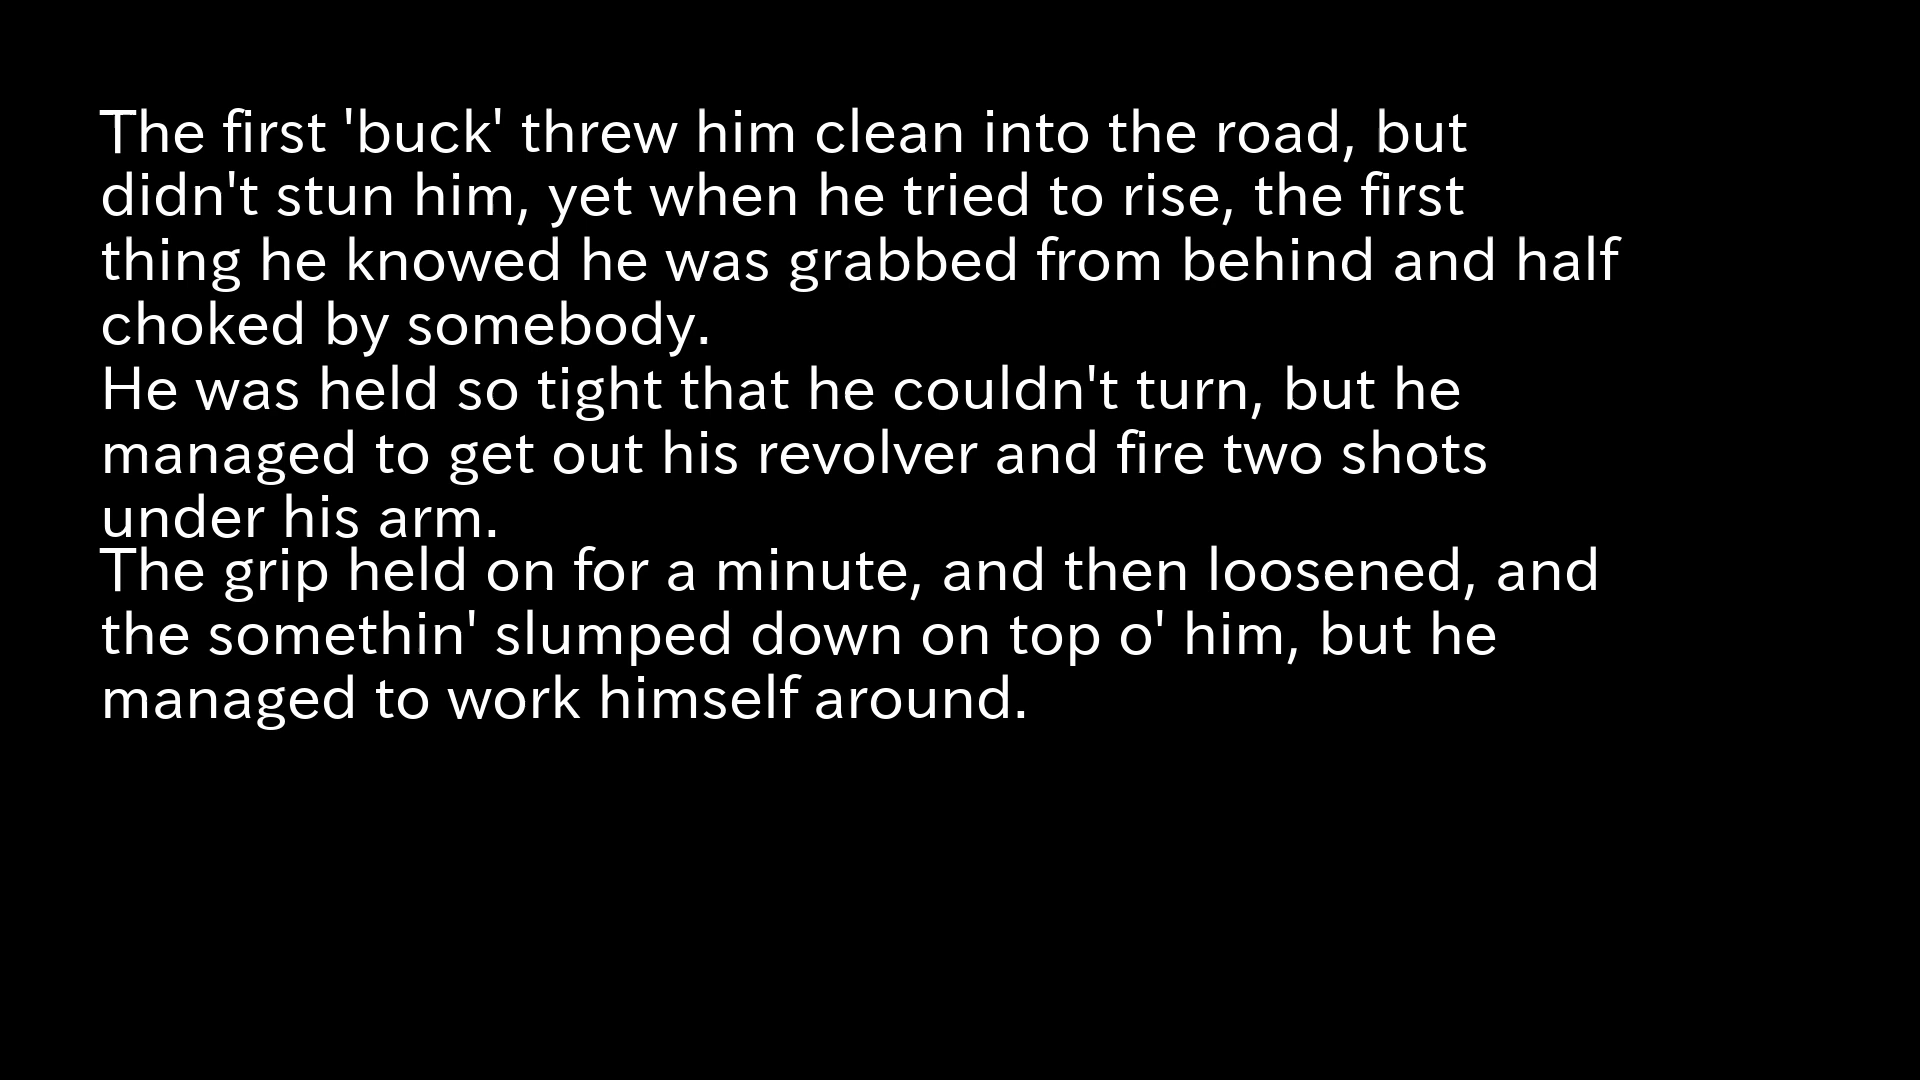 The first 'buck' threw him clean into the road, but
didn't stun him, yet when he tried to rise, the first
thing he knowed he was grabbed from behind and half
choked by somebody.
He was held so tight that he couldn't turn, but he
managed to get out his revolver and fire two shots
under his arm.
The grip held on for a minute, and then loosened, and
the somethin' slumped down on top o' him, but he
managed to work himself around.